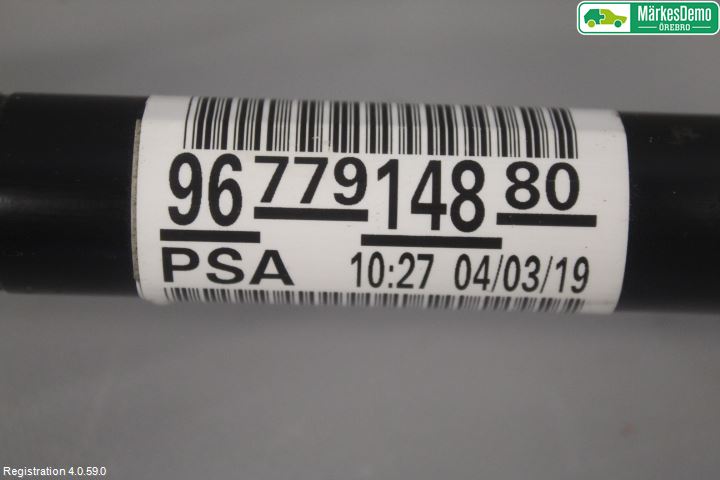 MärkesDemo
ÖREBRO
96 779 148 80
PSA 10:27 04/03/19
Registration 4.0.59.0